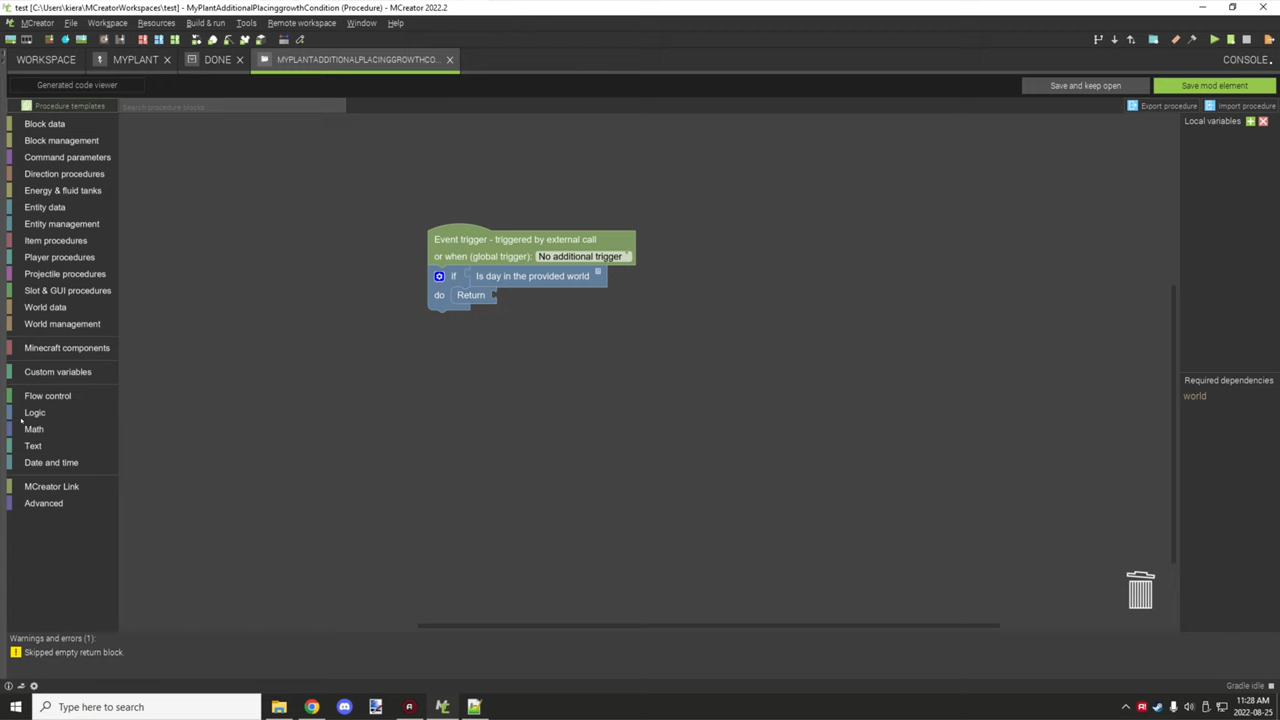 test [C:\Users\kiera\MCreatorWorkspaces\test] - MyPlantAdditionalPlacinggrowthCondition (Procedure) - MCreator 2022.2
MCreator File Workspace Resources Build & run Tools Remote workspace Window Help
WORKSPACE MYPLANT DONE MYPLANTADDITIONALPLACINGGROWTHCO... CONSOLE
Generated code viewer Save and keep open Save mod element
Procedure templates Search procedure blocks Export procedure Import procedure
Block data
Local variables
Block management
Command parameters
Direction procedures
Energy & fluid tanks
Entity data
Entity management
Item procedures
Player procedures
Projectile procedures
Slot & GUI procedures
World data
World management
Minecraft components
Custom variables
Flow control
Logic
Math
Text
Date and time
MCreator Link
Advanced
Event trigger - triggered by external call
or when (global trigger): No additional trigger
if Is day in the provided world
do Return
Required dependencies
world
Warnings and errors (1):
Skipped empty return block.
Gradle idle
Type here to search
11:28 AM
2022-08-25